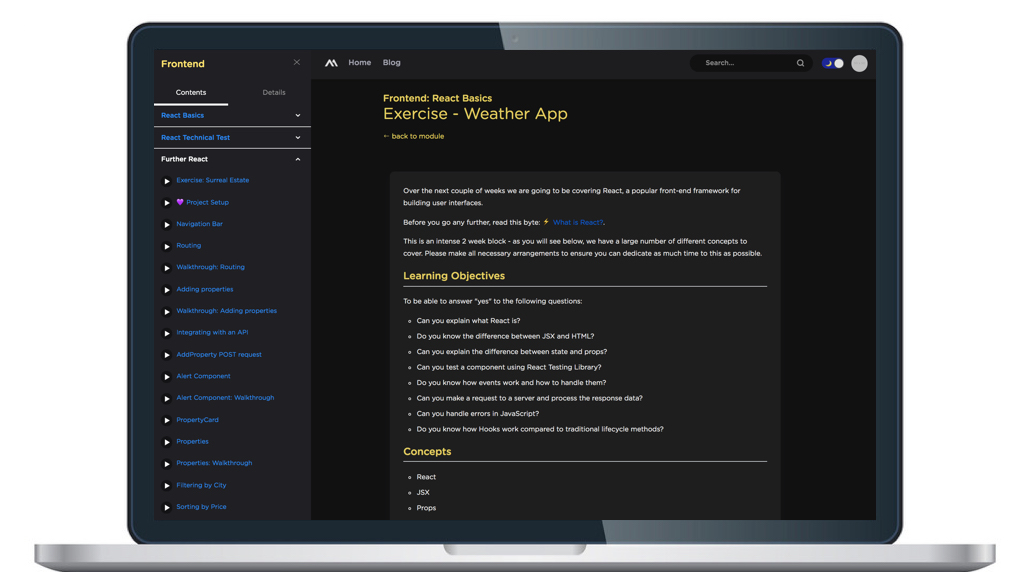 Frontend
Contents
Details
React Basics
React Technical Test
Further React
Exercise: Surreal Estate
💜 Project Setup
Navigation Bar
Routing
Walkthrough: Routing
Adding properties
Walkthrough: Adding properties
Integrating with an API
AddProperty POST request
Alert Component
Alert Component: Walkthrough
PropertyCard
Properties
Properties: Walkthrough
Filtering by City
Sorting by Price
Home
Blog
Search...
Frontend: React Basics
Exercise - Weather App
← back to module
Over the next couple of weeks we are going to be covering React, a popular front-end framework for
building user interfaces.
Before you go any further, read this byte: ⚡ What is React?.
This is an intense 2 week block - as you will see below, we have a large number of different concepts to
cover. Please make all necessary arrangements to ensure you can dedicate as much time to this as possible.
Learning Objectives
To be able to answer "yes" to the following questions:
Can you explain what React is?
Do you know the difference between JSX and HTML?
Can you explain the difference between state and props?
Can you test a component using React Testing Library?
Do you know how events work and how to handle them?
Can you make a request to a server and process the response data?
Can you handle errors in JavaScript?
Do you know how Hooks work compared to traditional lifecycle methods?
Concepts
React
JSX
Props